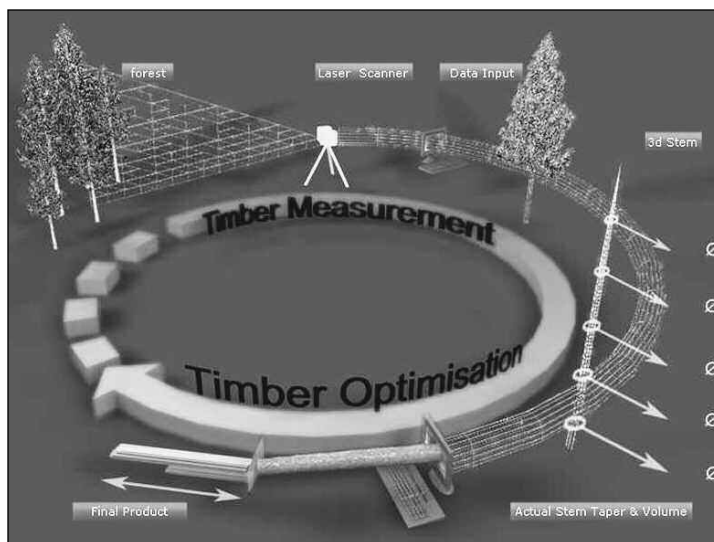 forest
Laser Scanner
Data Input
3d Stem
Timber Measurement
Ø
Ø
Ø
Ø
Ø
Timber Optimisation
Final Product
Actual Stem Taper & Volume